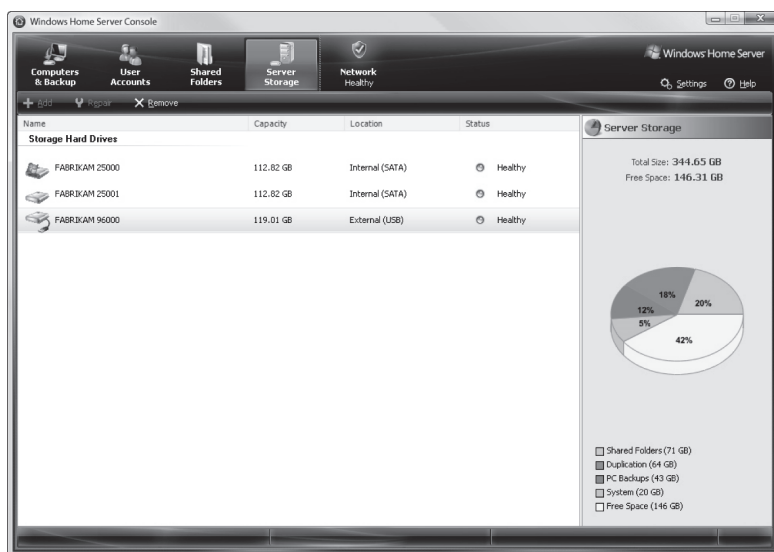 Windows Home Server Console
Computers & Backup
User Accounts
Shared Folders
Server Storage
Network
Healthy
Windows Home Server
Settings
Help
Add
Repair
Remove
Name Capacity Location Status
Storage Hard Drives
FABRIKAM 25000 112.82 GB Internal (SATA) Healthy
FABRIKAM 25001 112.82 GB Internal (SATA) Healthy
FABRIKAM 96000 119.01 GB External (USB) Healthy
Server Storage
Total Size: 344.65 GB
Free Space: 146.31 GB
18%
20%
12%
5%
42%
Shared Folders (71 GB)
Duplication (64 GB)
PC Backups (43 GB)
System (20 GB)
Free Space (146 GB)